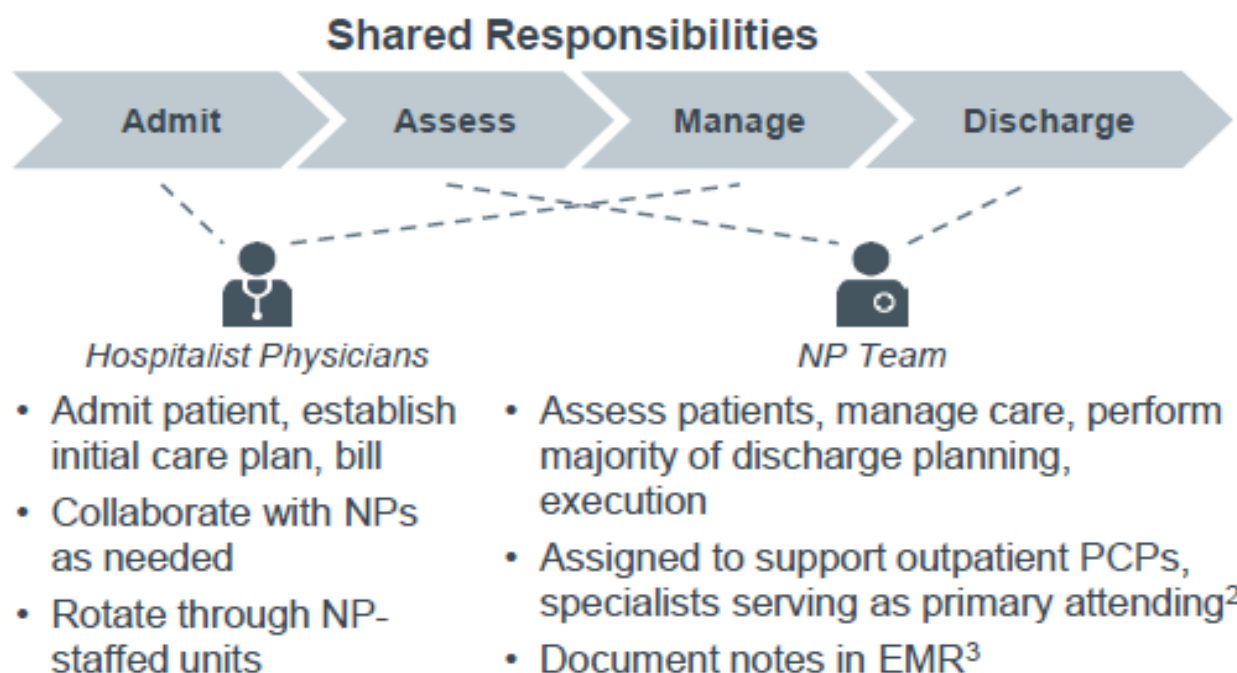 Shared Responsibilities
Admit
Assess
Manage
Discharge
Hospitalist Physicians
• Admit patient, establish
initial care plan, bill
• Collaborate with NPs
as needed
• Rotate through NP-
staffed units
NP Team
• Assess patients, manage care, perform
majority of discharge planning,
execution
• Assigned to support outpatient PCPs,
specialists serving as primary attending²
• Document notes in EMR³